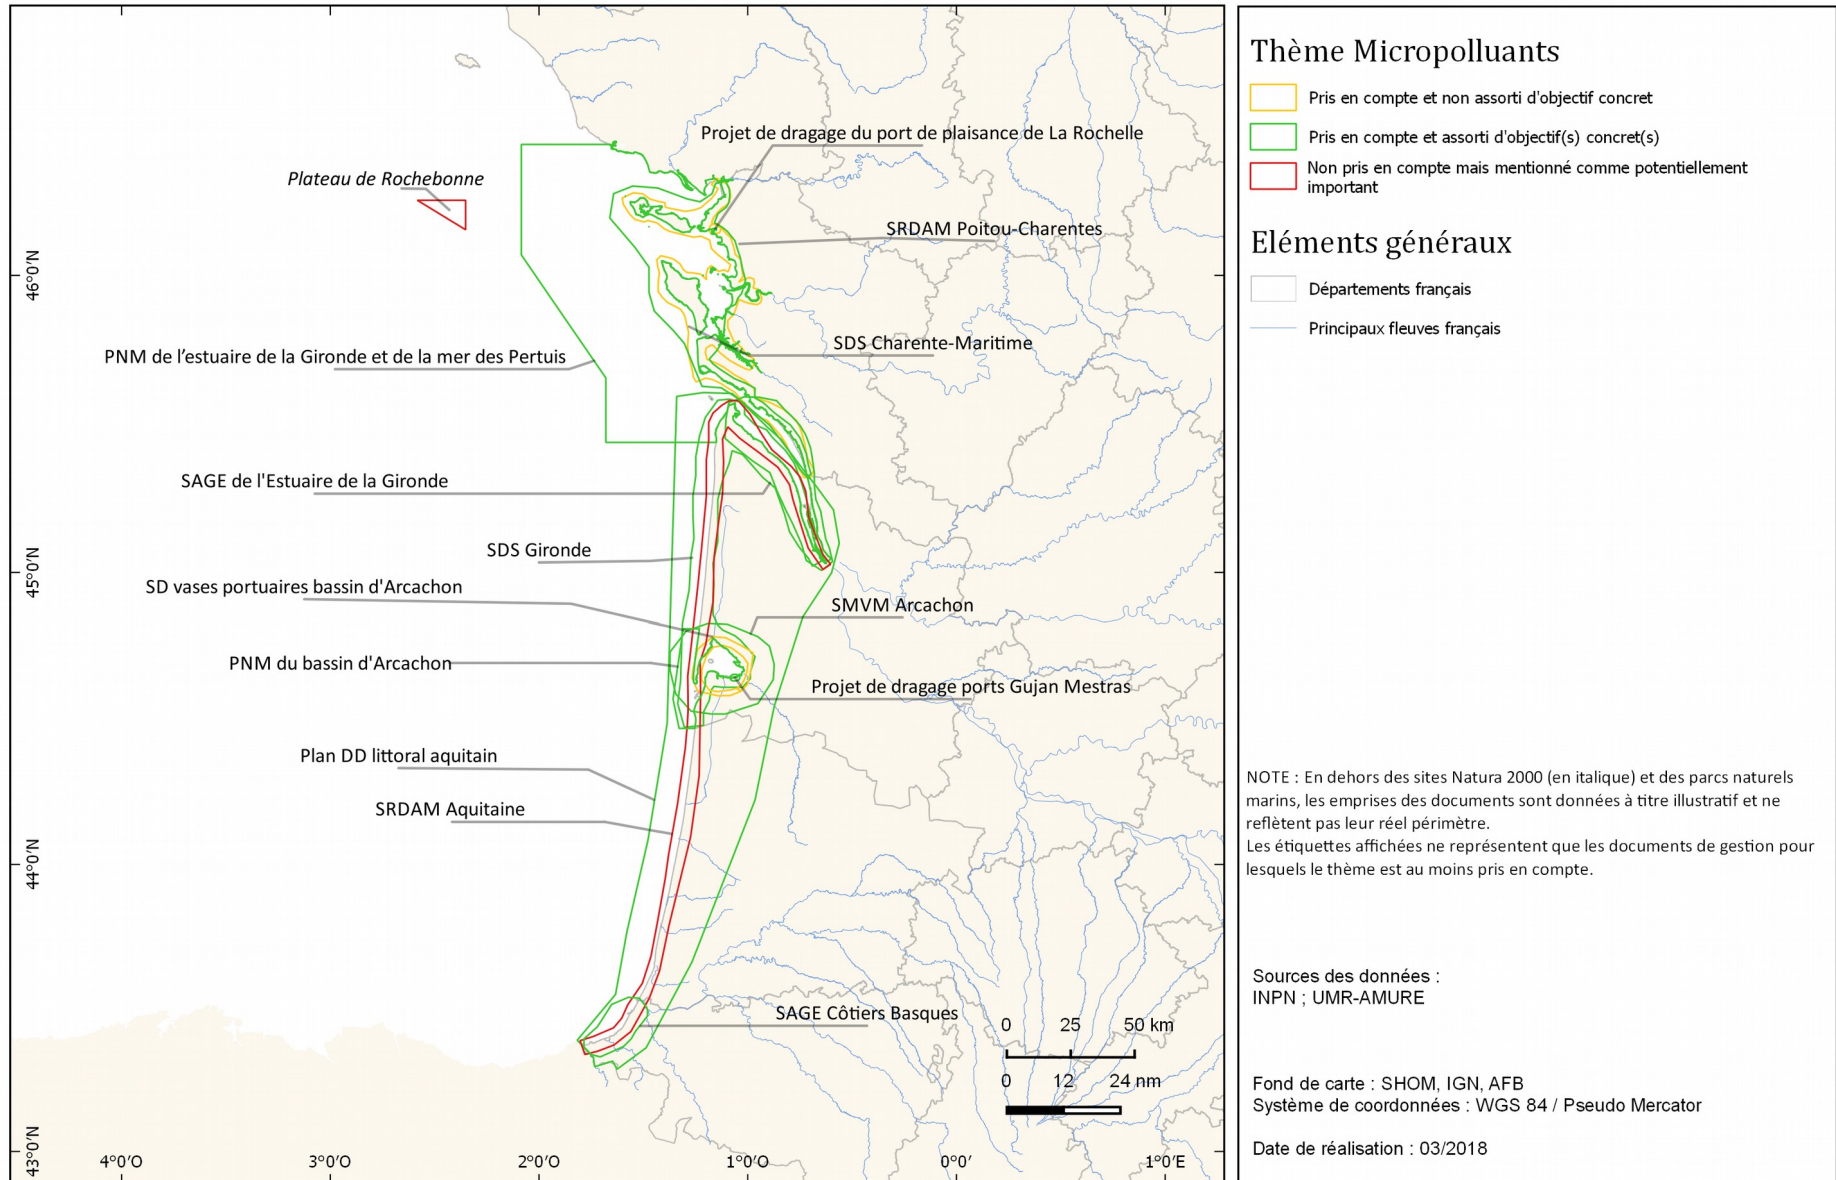 Projet de dragage du port de plaisance de La Rochelle
Plateau de Rochebonne
SRDAM Poitou-Charentes
SDS Charente-Maritime
PNM de l’estuaire de la Gironde et de la mer des Pertuis
SAGE de l'Estuaire de la Gironde
SDS Gironde
SD vases portuaires bassin d'Arcachon
SMVM Arcachon
PNM du bassin d'Arcachon
Projet de dragage ports Gujan Mestras
Plan DD littoral aquitain
SRDAM Aquitaine
SAGE Côtiers Basques
0 25 50 km
0 12 24 nm
46°0'N
45°0'N
44°0'N
43°0'N
4°0'O 3°0'O 2°0'O 1°0'O 0°0' 1°0'E
Thème Micropolluants
Pris en compte et non assorti d'objectif concret
Pris en compte et assorti d'objectif(s) concret(s)
Non pris en compte mais mentionné comme potentiellement
important
Eléments généraux
Départements français
Principaux fleuves français
NOTE : En dehors des sites Natura 2000 (en italique) et des parcs naturels
marins, les emprises des documents sont données à titre illustratif et ne
reflètent pas leur réel périmètre.
Les étiquettes affichées ne représentent que les documents de gestion pour
lesquels le thème est au moins pris en compte.
Sources des données :
INPN ; UMR-AMURE
Fond de carte : SHOM, IGN, AFB
Système de coordonnées : WGS 84 / Pseudo Mercator
Date de réalisation : 03/2018